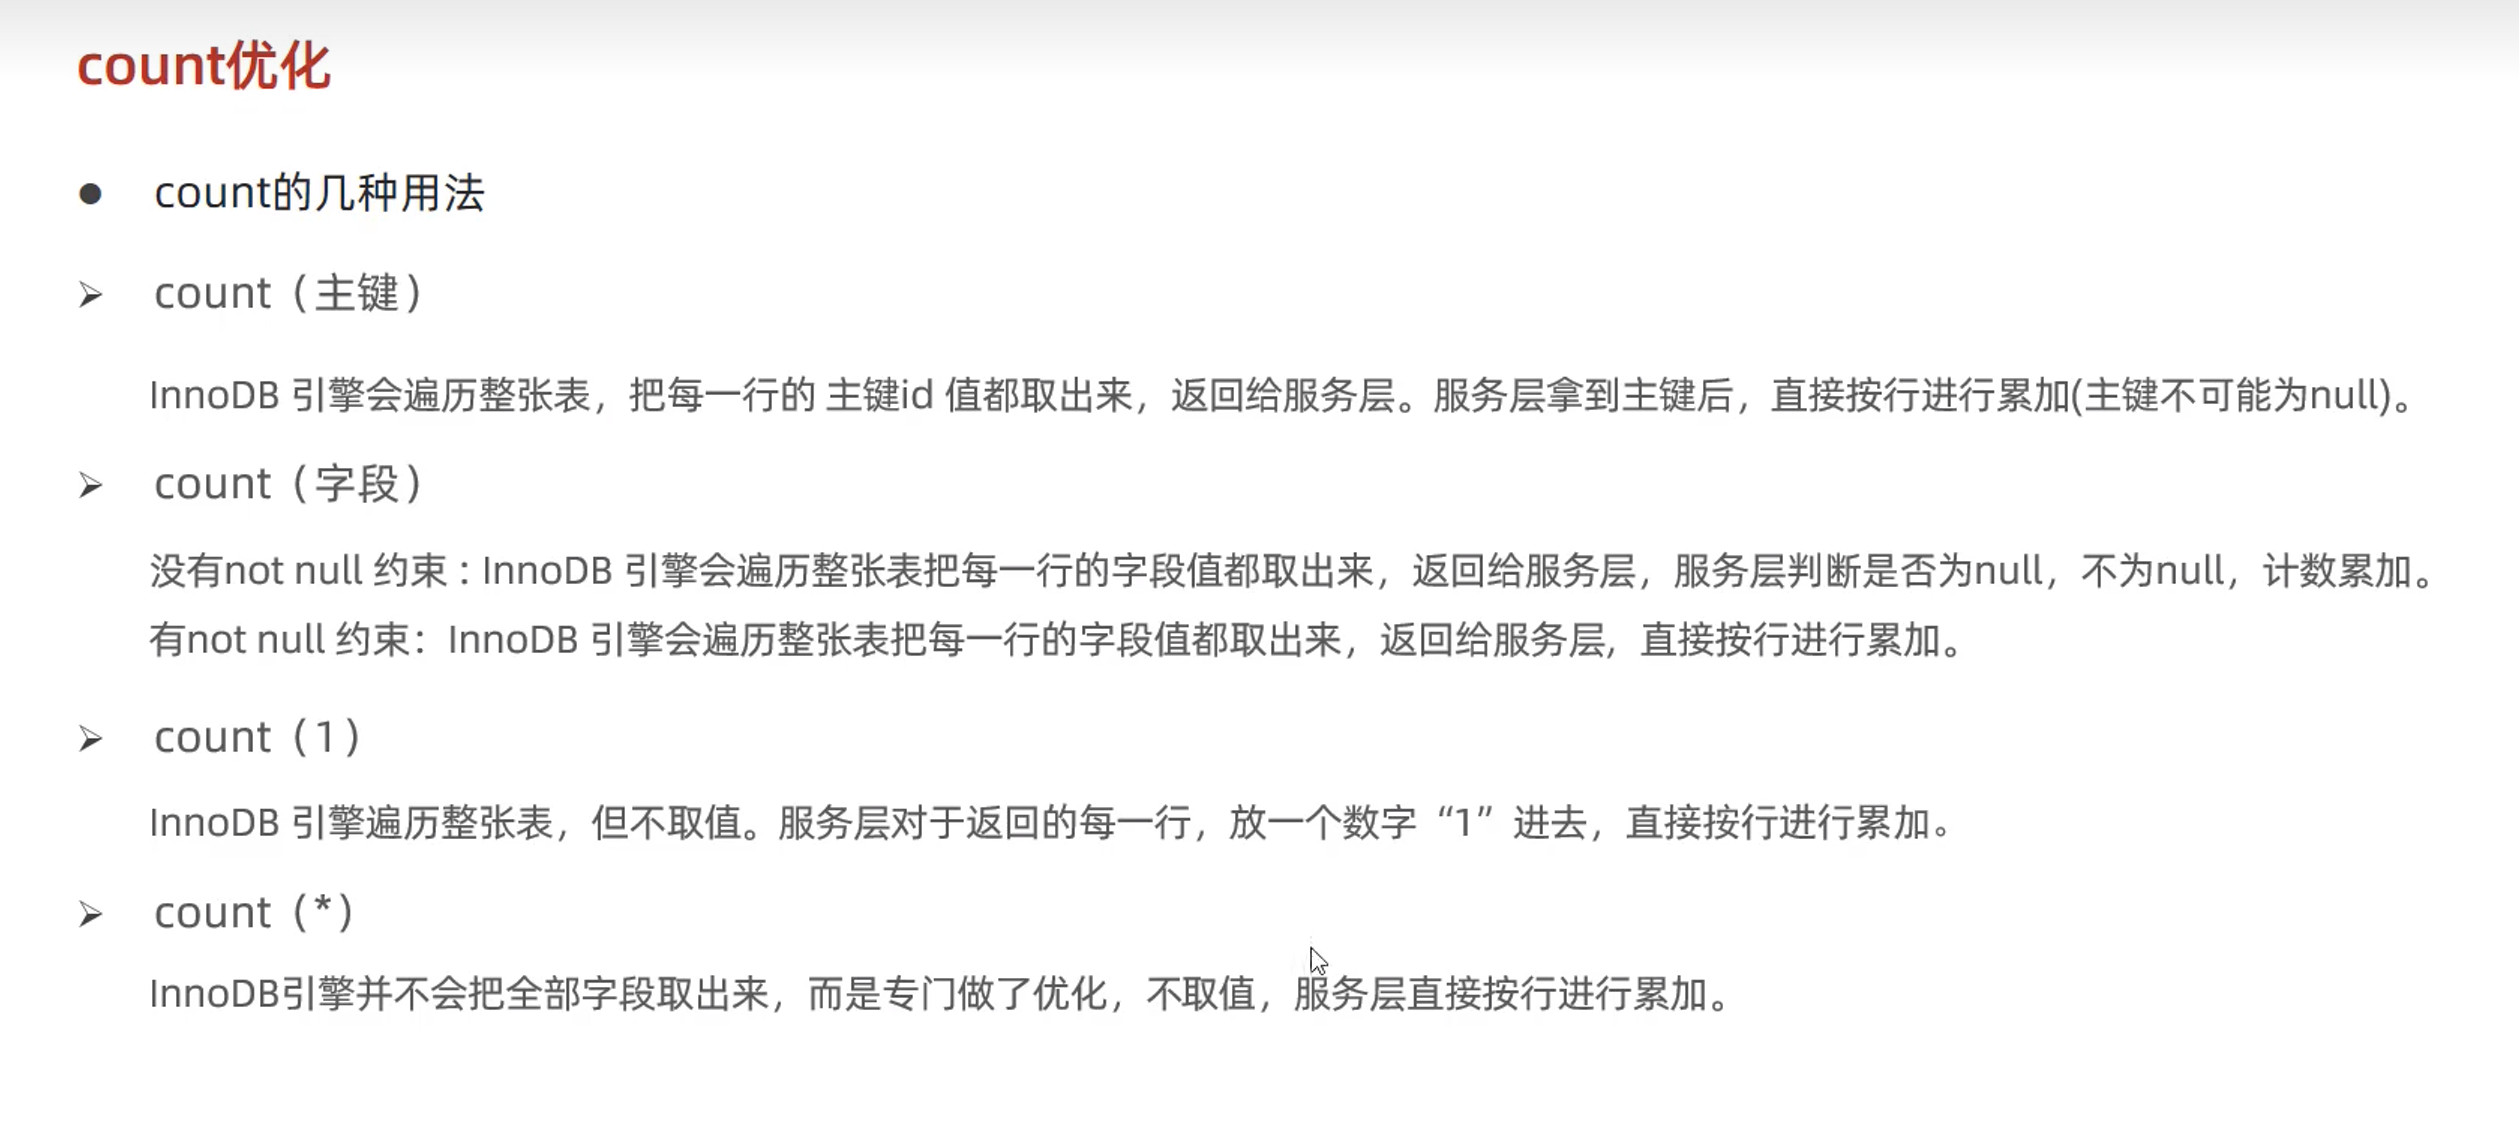 count优化
count的几种用法
count（主键）
InnoDB 引擎会遍历整张表，把每一行的 主键id 值都取出来，返回给服务层。服务层拿到主键后，直接按行进行累加(主键不可能为null)。
count（字段）
没有not null 约束 : InnoDB 引擎会遍历整张表把每一行的字段值都取出来，返回给服务层，服务层判断是否为null，不为null，计数累加。
有not null 约束：InnoDB 引擎会遍历整张表把每一行的字段值都取出来，返回给服务层，直接按行进行累加。
count（1）
InnoDB 引擎遍历整张表，但不取值。服务层对于返回的每一行，放一个数字“1”进去，直接按行进行累加。
count（*）
InnoDB引擎并不会把全部字段取出来，而是专门做了优化，不取值，服务层直接按行进行累加。